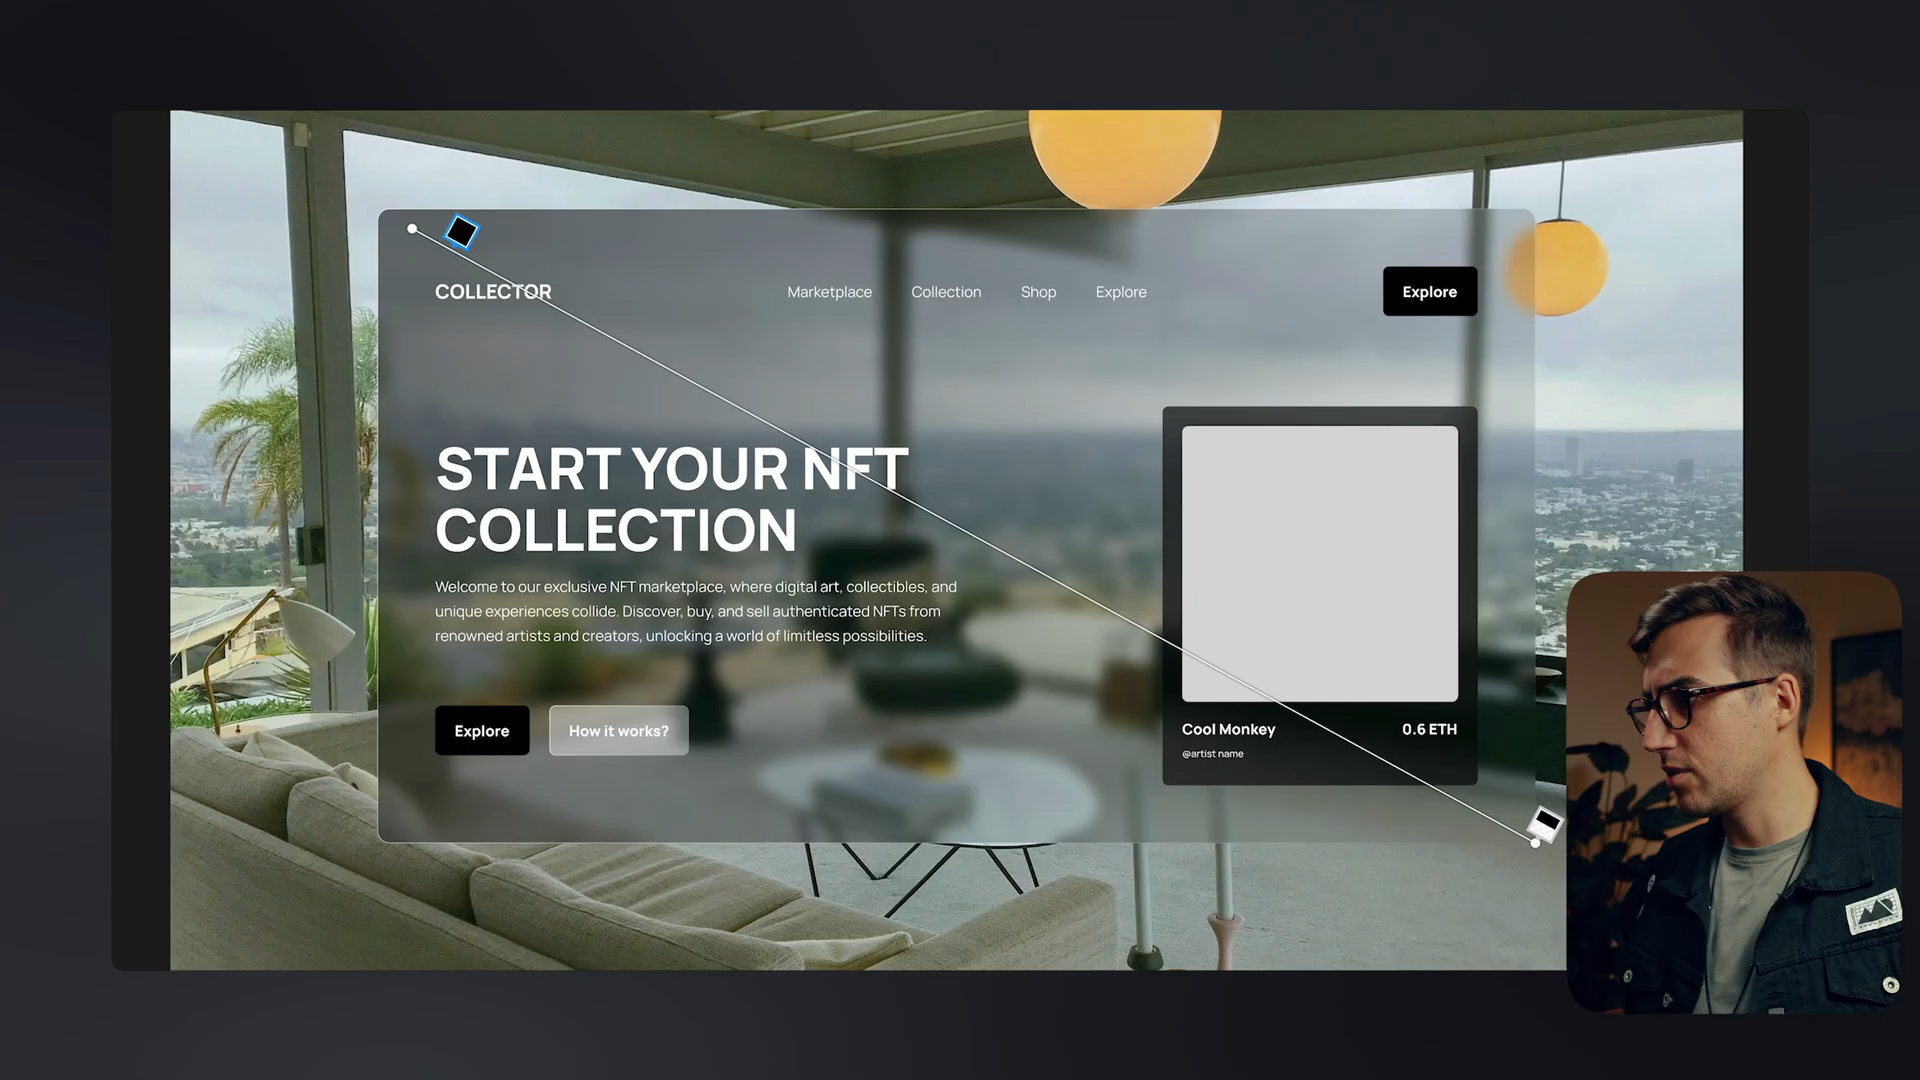 COLLECTOR
Marketplace
Collection
Shop
Explore
Explore
START YOUR NFT
COLLECTION
Welcome to our exclusive NFT marketplace, where digital art, collectibles, and
unique experiences collide. Discover, buy, and sell authenticated NFTs from
renowned artists and creators, unlocking a world of limitless possibilities.
Explore
How it works?
Cool Monkey
0.6 ETH
@artist name